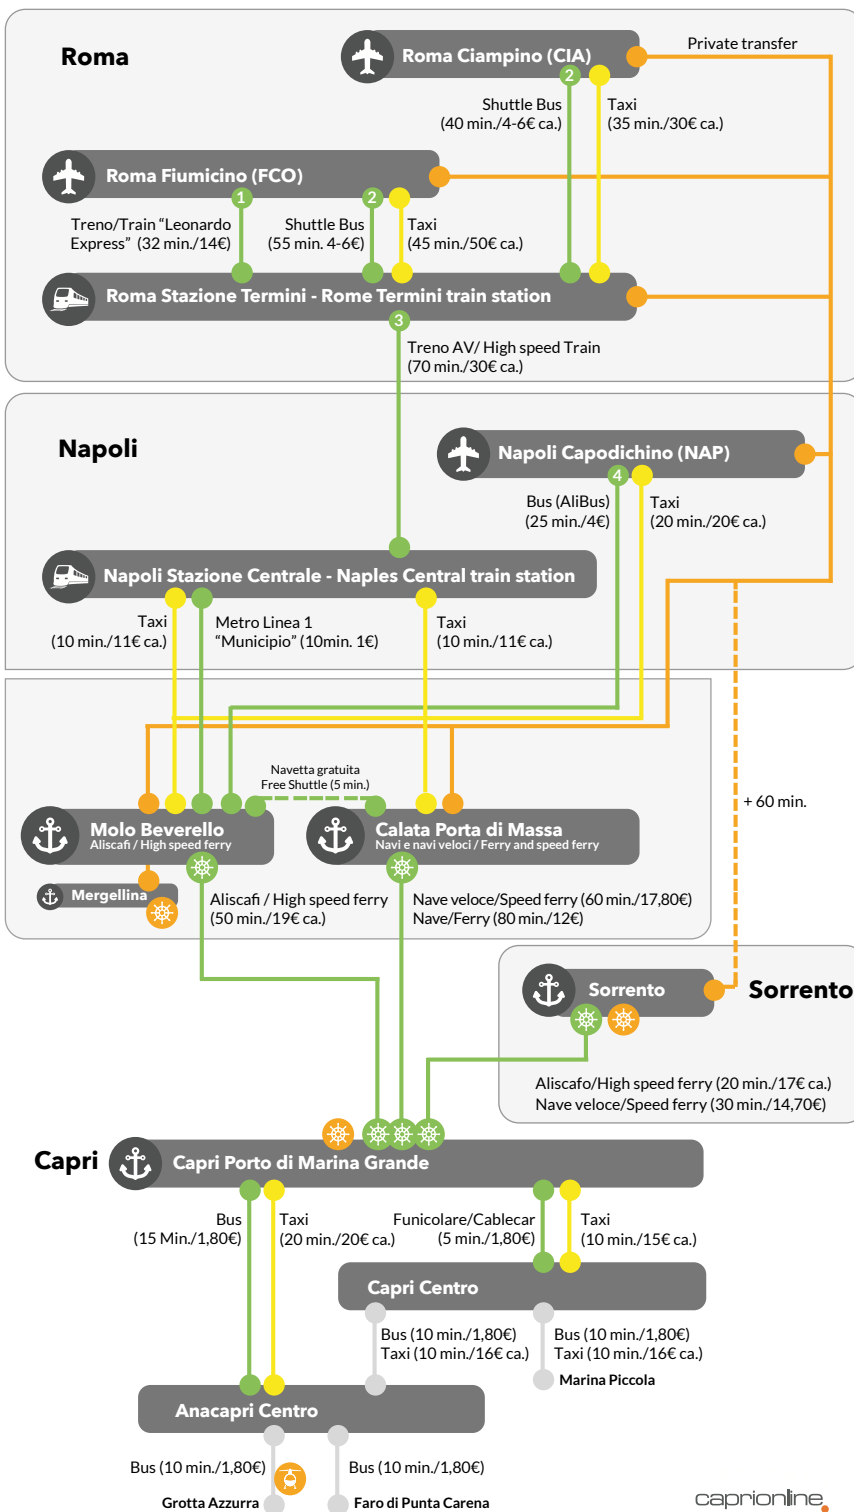 Roma
Roma Ciampino (CIA)
Private transfer
2
Shuttle Bus
(40 min./4-6€ ca.)
Taxi
(35 min./30€ ca.)
Roma Fiumicino (FCO)
1
2
Treno/Train “Leonardo
Express” (32 min./14€)
Shuttle Bus
(55 min. 4-6€)
Taxi
(45 min./50€ ca.)
Roma Stazione Termini - Rome Termini train station
3
Treno AV/ High speed Train
(70 min./30€ ca.)
Napoli
Napoli Capodichino (NAP)
4
Bus (AliBus)
(25 min./4€)
Taxi
(20 min./20€ ca.)
Napoli Stazione Centrale - Naples Central train station
Taxi
(10 min./11€ ca.)
Metro Linea 1
“Municipio” (10min. 1€)
Taxi
(10 min./11€ ca.)
Navetta gratuita
Free Shuttle (5 min.)
+ 60 min.
Molo Beverello
Aliscafi / High speed ferry
Calata Porta di Massa
Navi e navi veloci / Ferry and speed ferry
Mergellina
Aliscafi / High speed ferry
(50 min./19€ ca.)
Nave veloce/Speed ferry (60 min./17,80€)
Nave/Ferry (80 min./12€)
Sorrento
Sorrento
Aliscafo/High speed ferry (20 min./17€ ca.)
Nave veloce/Speed ferry (30 min./14,70€)
Capri
Capri Porto di Marina Grande
Bus
(15 Min./1,80€)
Taxi
(20 min./20€ ca.)
Funicolare/Cablecar
(5 min./1,80€)
Taxi
(10 min./15€ ca.)
Capri Centro
Bus (10 min./1,80€)
Taxi (10 min./16€ ca.)
Bus (10 min./1,80€)
Taxi (10 min./16€ ca.)
Marina Piccola
Anacapri Centro
Bus (10 min./1,80€)
Bus (10 min./1,80€)
Grotta Azzurra
Faro di Punta Carena
caprionline.